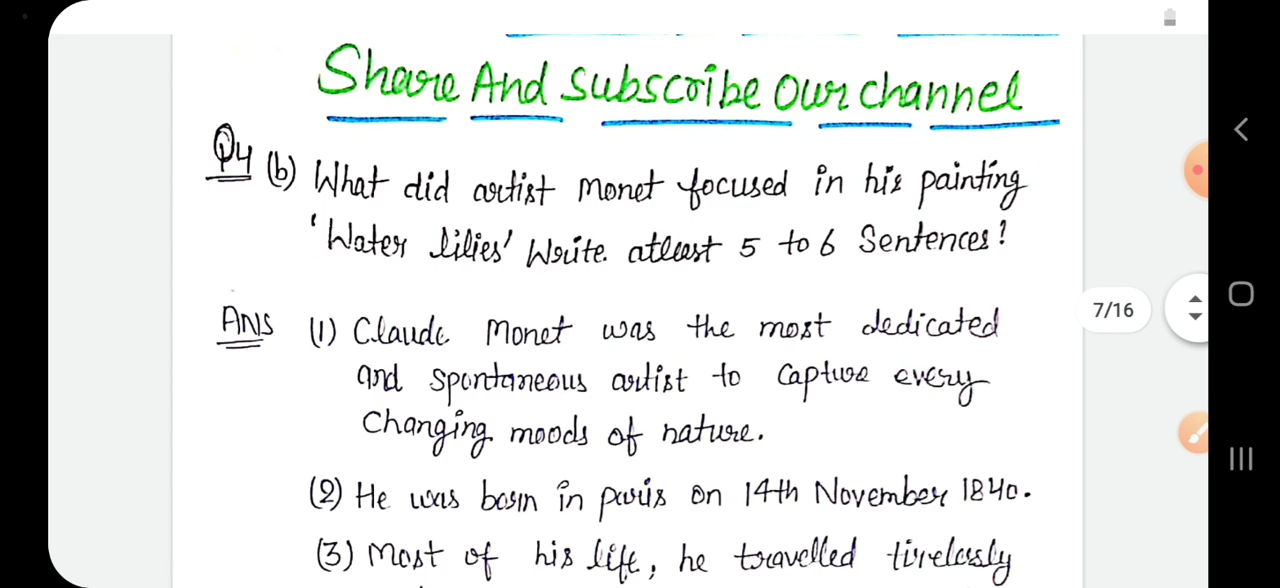 Share And Subscribe Our channel
Q4 (b) What did artist monet focused in his painting
'Water lilies' Write. atleast 5 to 6 Sentences?
ANS (1) Claude Monet was the most dedicated
and spontaneous artist to capture every
Changing moods of nature.
7/16
(2) He was born in paris on 14th November 1840.
(3) Most of his life, he travelled tirelessly